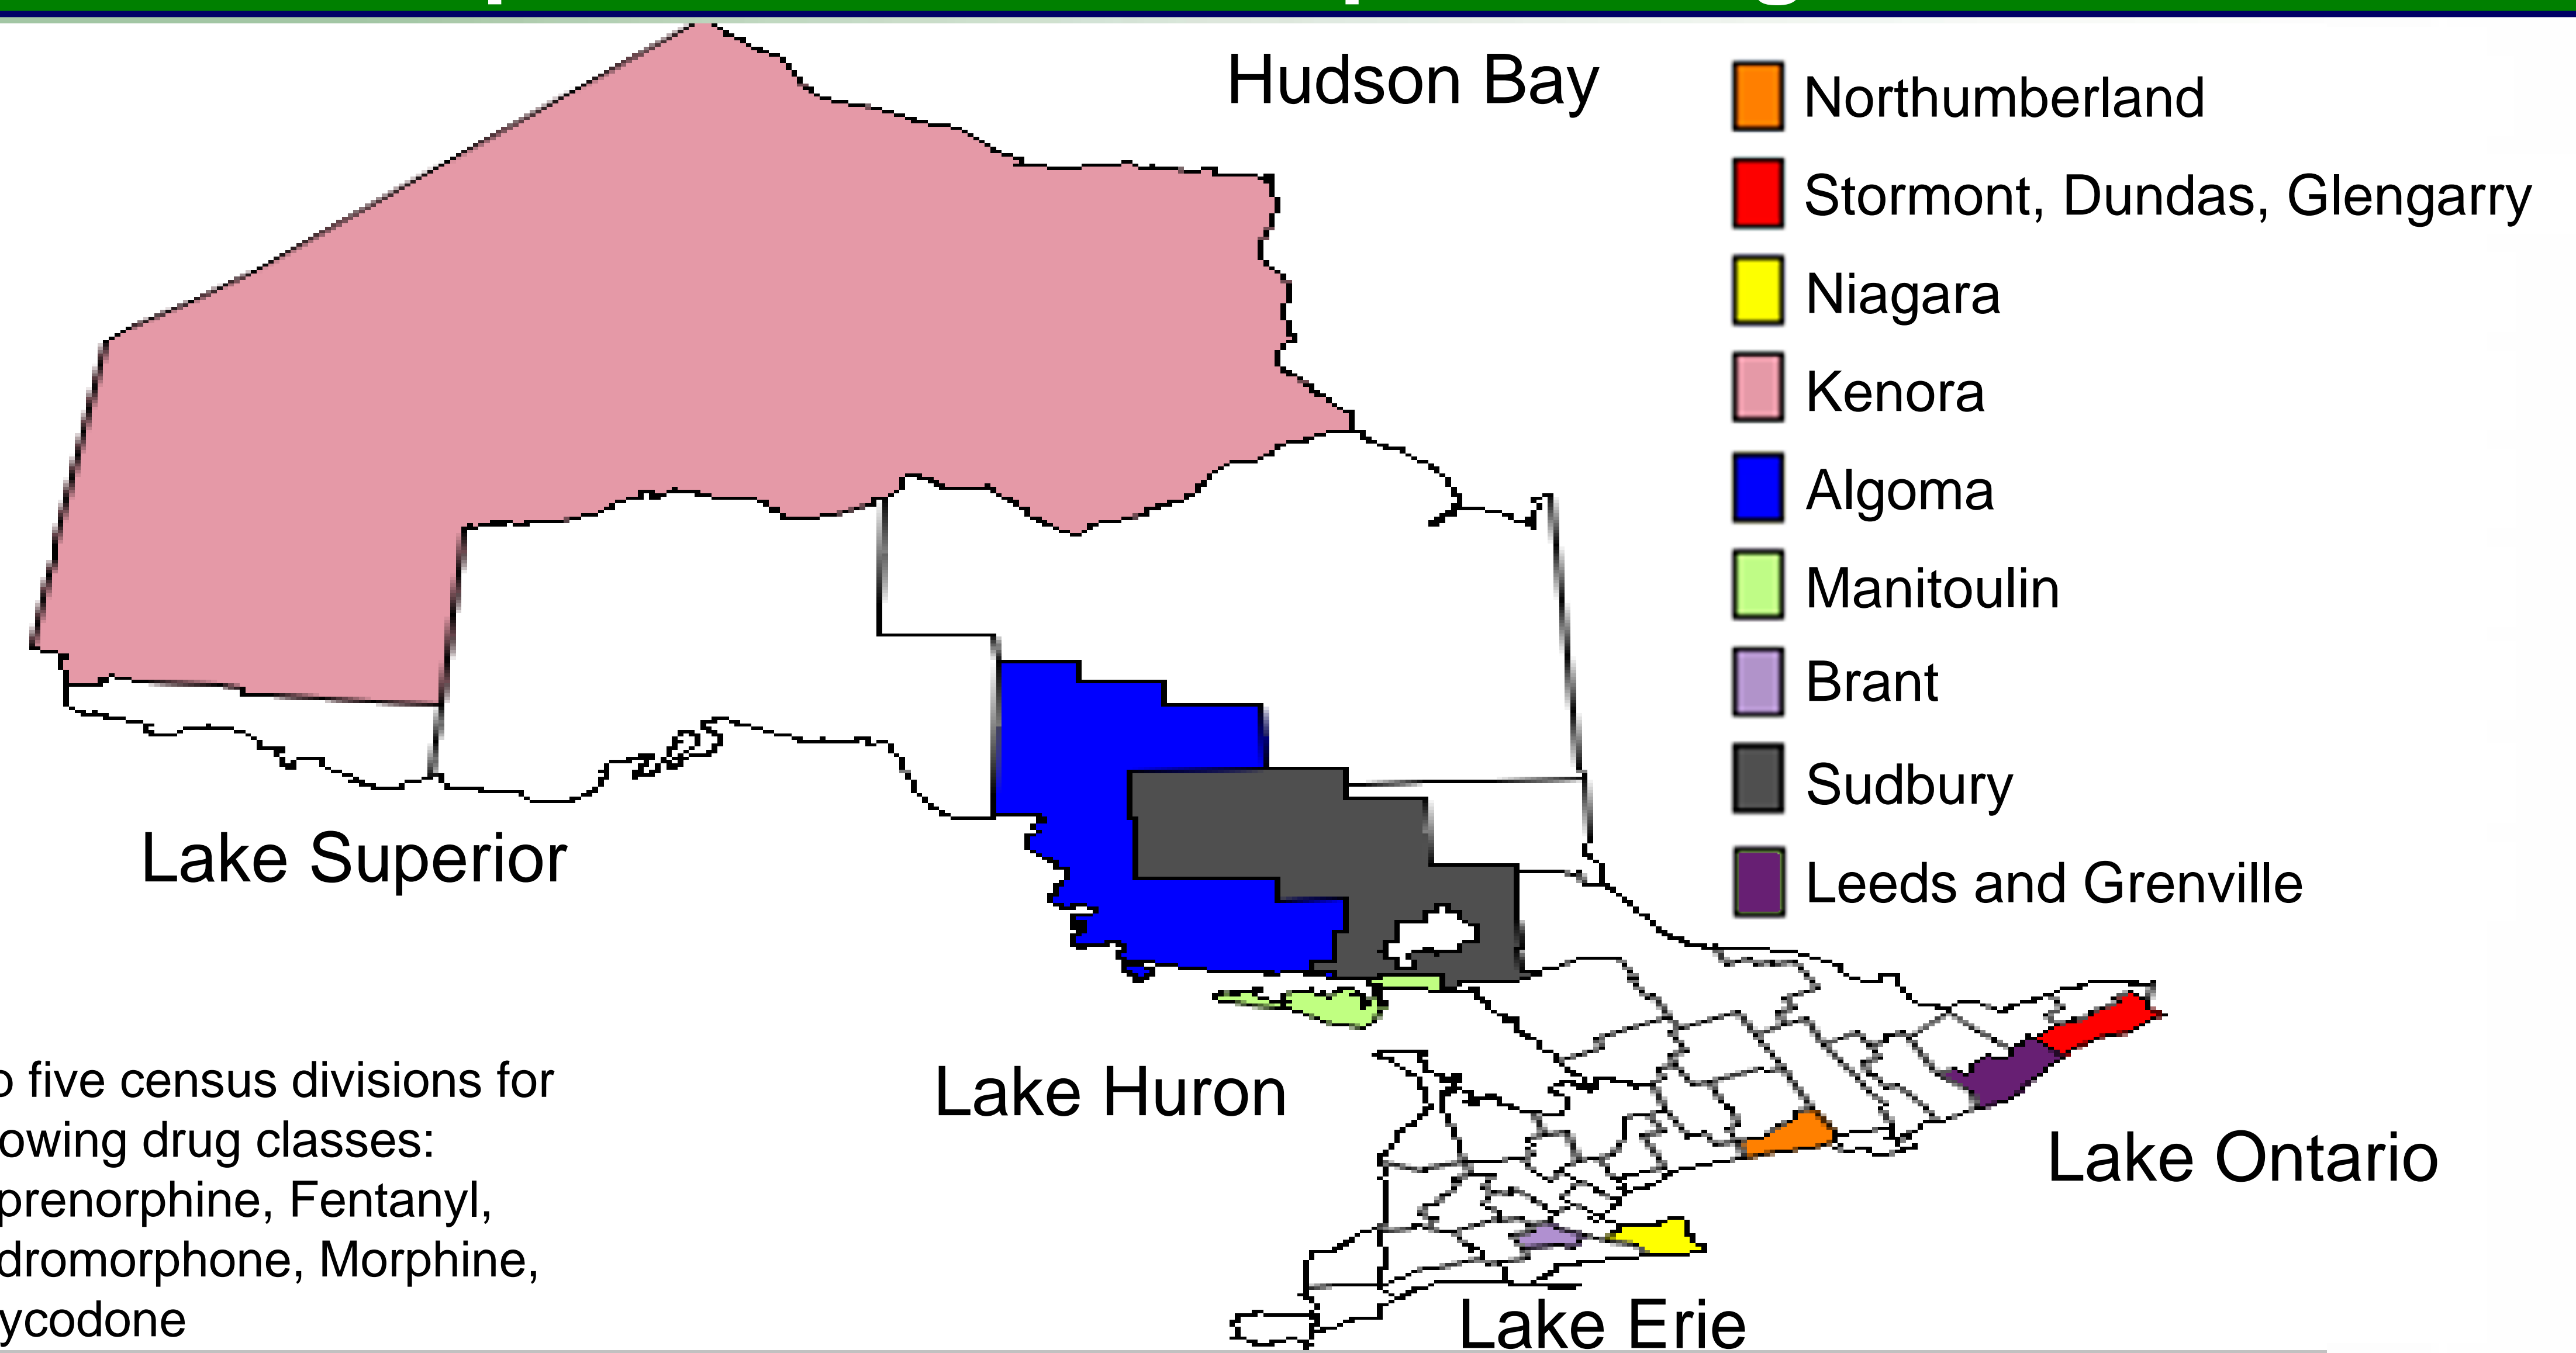 Hudson Bay
Northumberland
Stormont, Dundas, Glengarry
Niagara
Kenora
Algoma
Manitoulin
Brant
Sudbury
Leeds and Grenville
Lake Superior
Lake Huron
Lake Ontario
Lake Erie
five census divisions for
owing drug classes:
prenorphine, Fentanyl,
dromorphone, Morphine,
ycodone